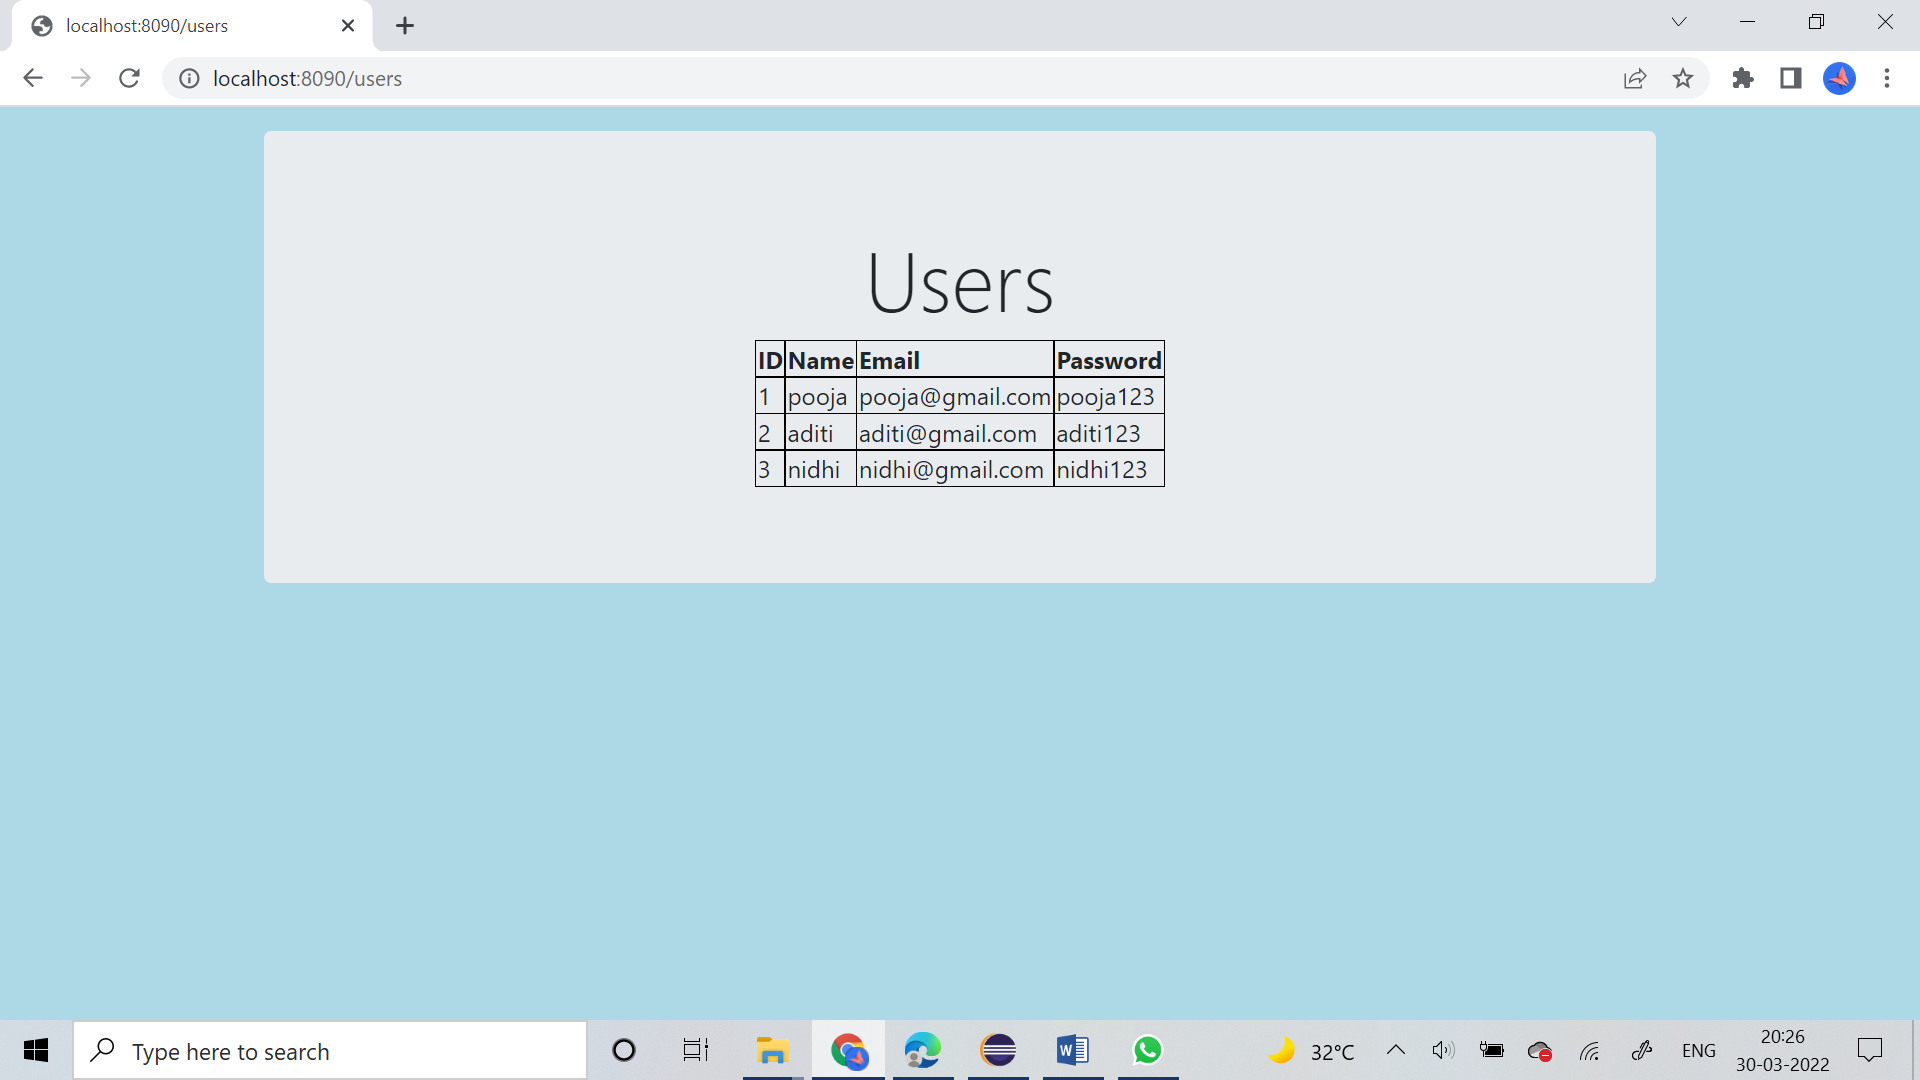 localhost:8090/users
localhost:8090/users
Users
ID Name Email Password
1 pooja pooja@gmail.com pooja123
2 aditi aditi@gmail.com aditi123
3 nidhi nidhi@gmail.com nidhi123
Type here to search
W
32°C
ENG
20:26
30-03-2022